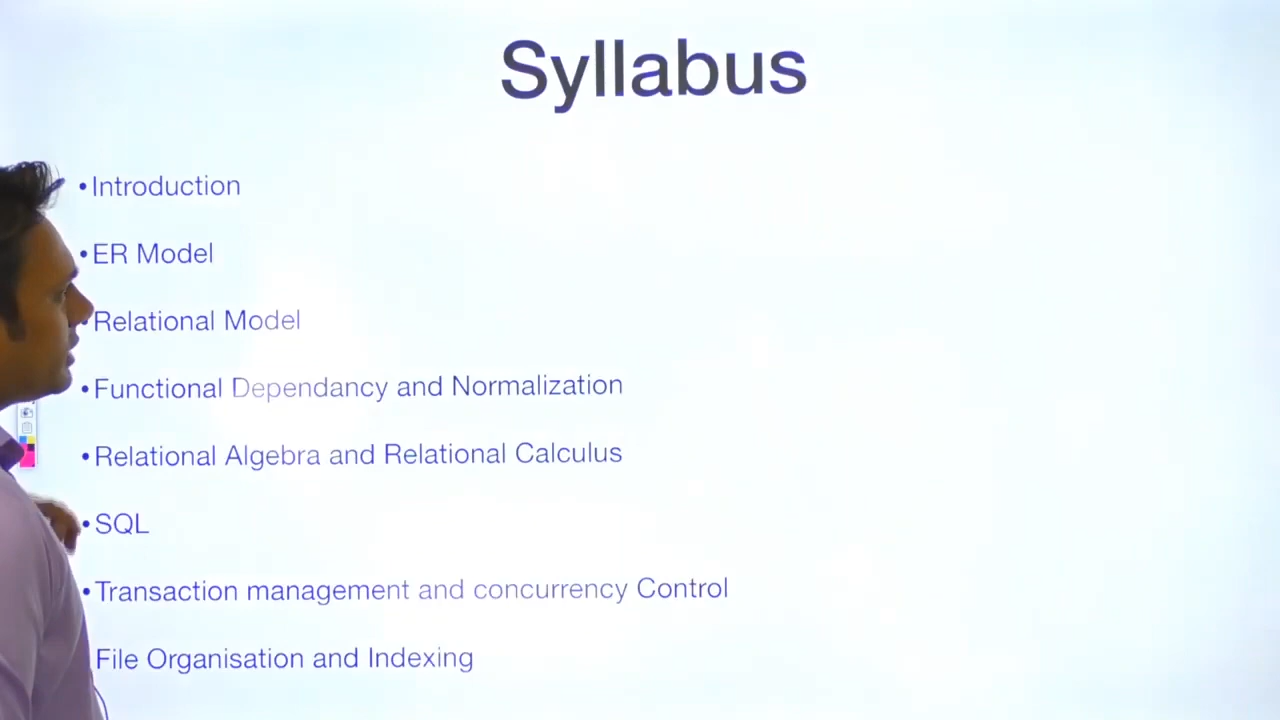 Syllabus
• Introduction
• ER Model
• Relational Model
• Functional Dependancy and Normalization
• Relational Algebra and Relational Calculus
• SQL
• Transaction management and concurrency Control
File Organisation and Indexing